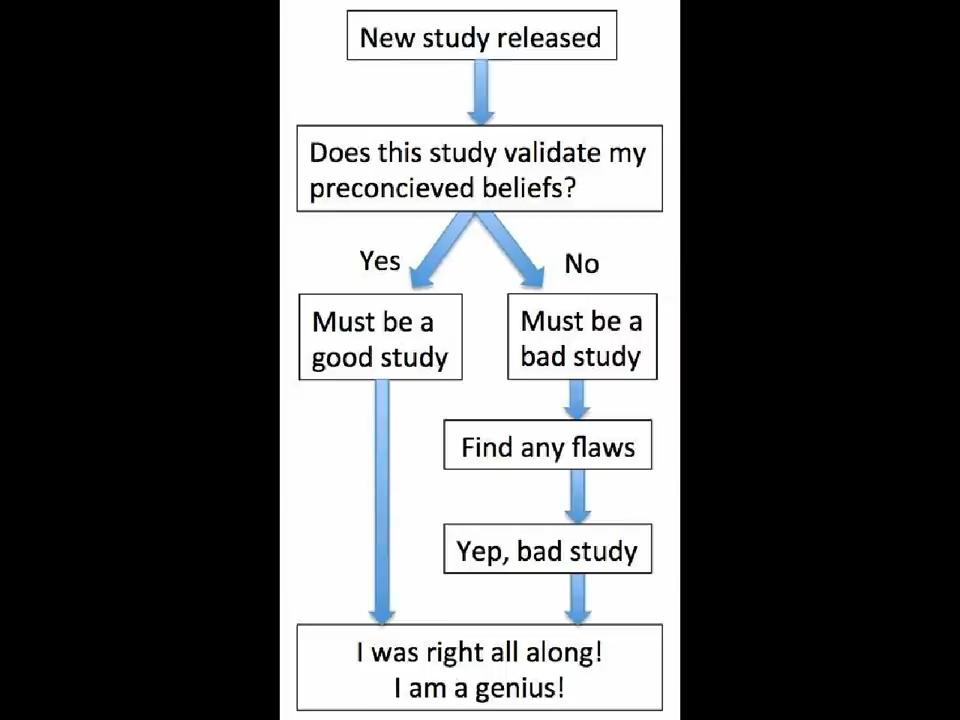 New study released
Does this study validate my
preconcieved beliefs?
Yes
No
Must be a
good study
Must be a
bad study
Find any flaws
Yep, bad study
I was right all along!
I am a genius!